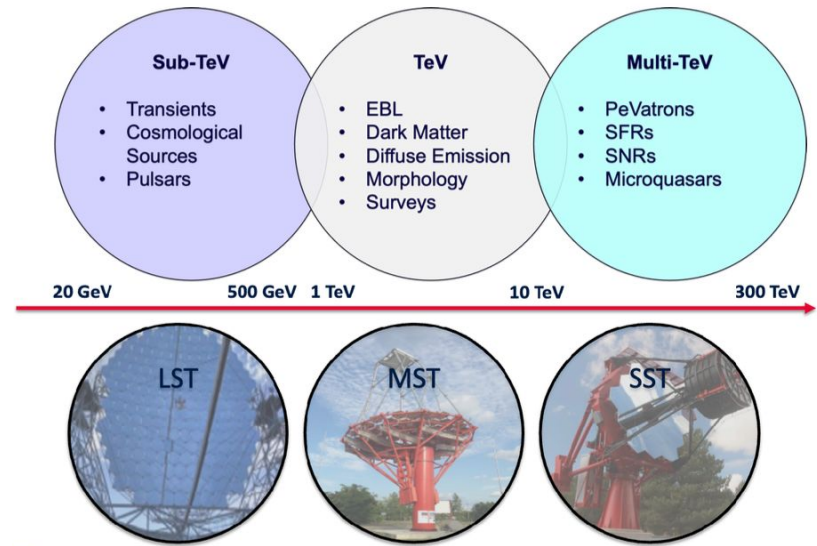 Sub-TeV
• Transients
• Cosmological
Sources
• Pulsars
TeV
• EBL
• Dark Matter
• Diffuse Emission
• Morphology
• Surveys
Multi-TeV
• PeVatrons
• SFRs
• SNRs
• Microquasars
20 GeV
500 GeV
1 TeV
10 TeV
300 TeV
LST
MST
SST